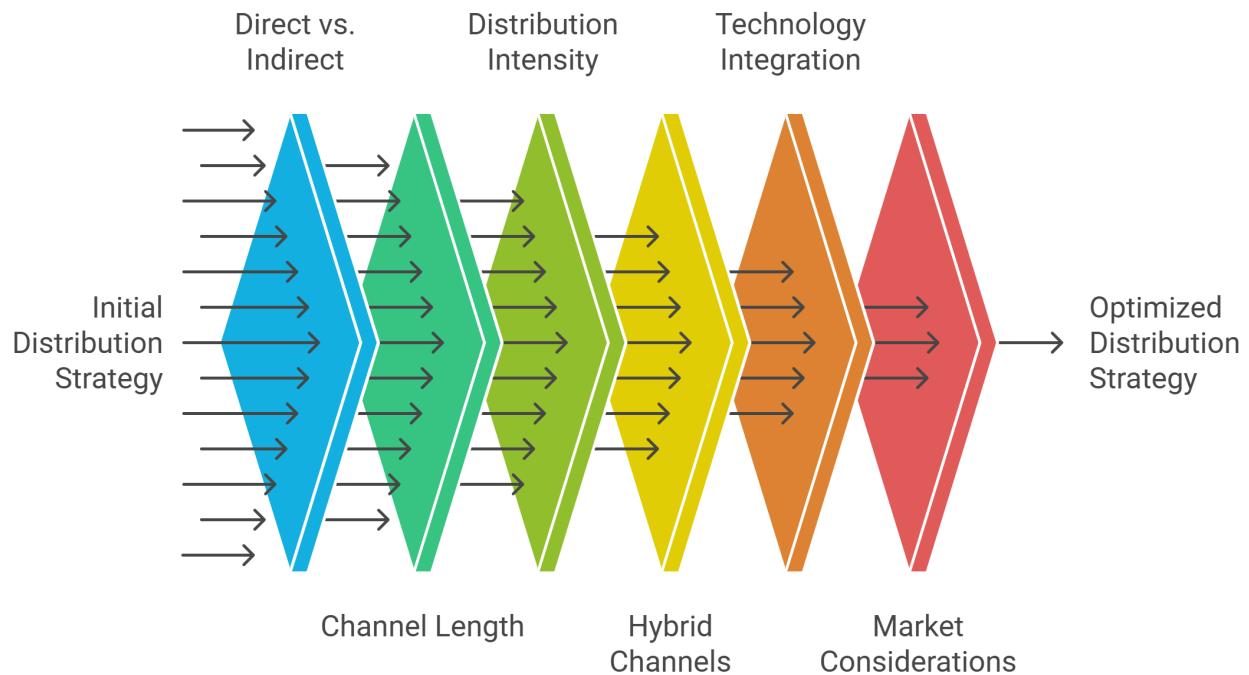 Direct vs.
Indirect
Distribution
Intensity
Technology
Integration
Initial
Distribution
Strategy
Optimized
Distribution
Strategy
Channel Length
Hybrid
Channels
Market
Considerations